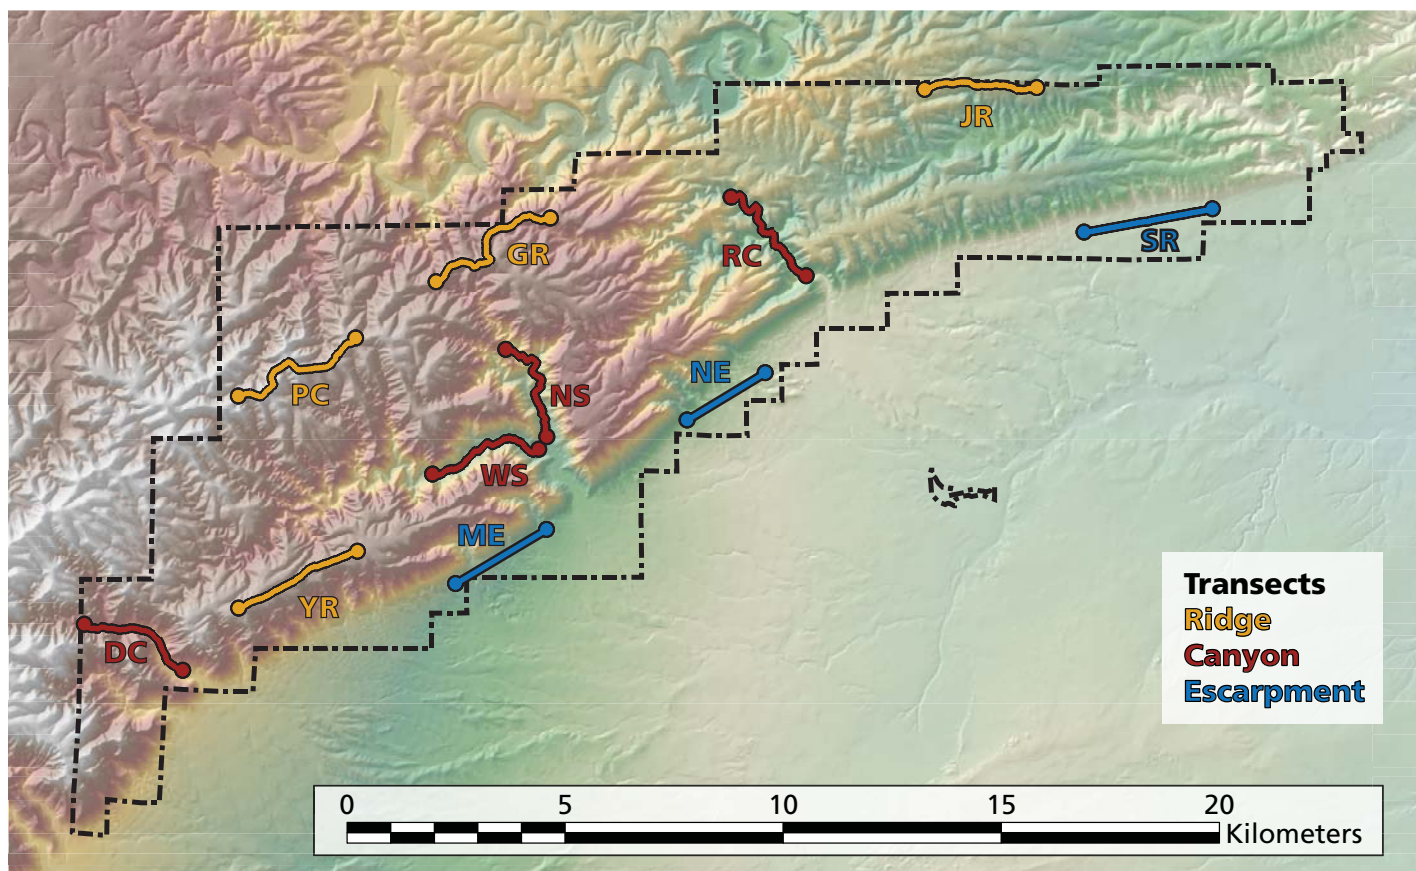 JR
SR
GR
RC
NE
PC
NS
WS
ME
YR
DC
Transects
Ridge
Canyon
Escarpment
0 5 10 15 20
Kilometers